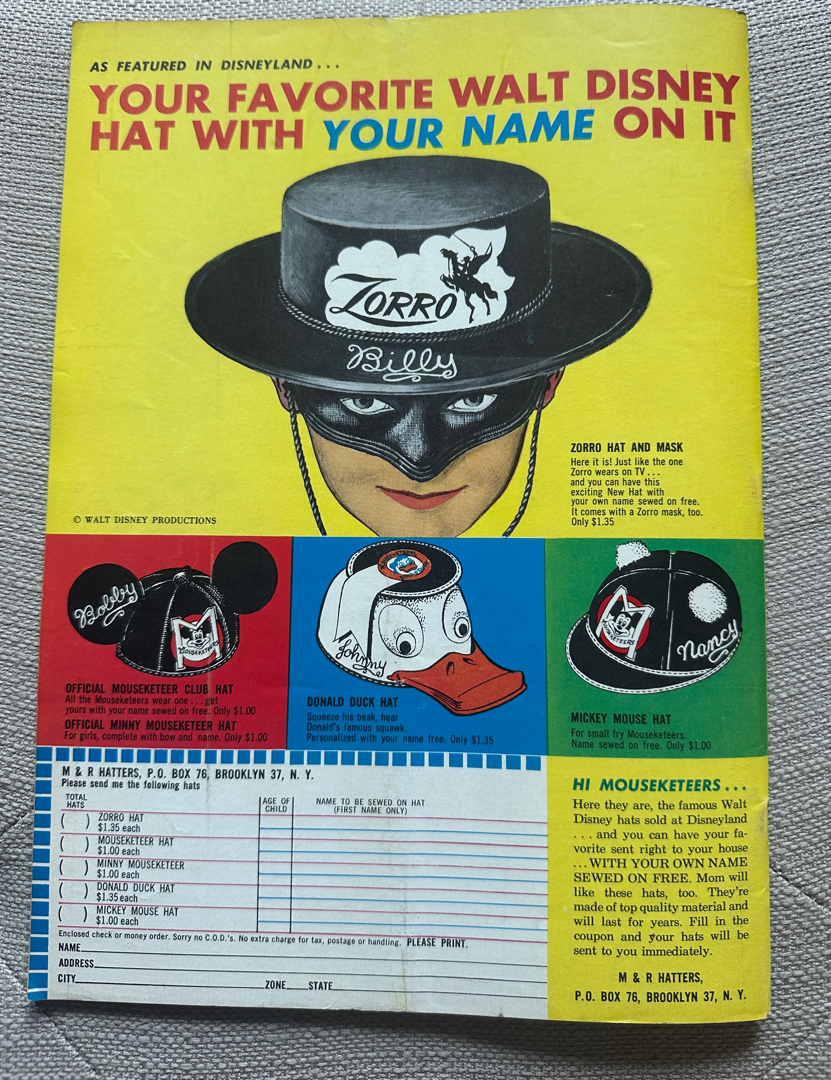 AS FEATURED IN DISNEYLAND...
YOUR FAVORITE WALT DISNEY
HAT WITH YOUR NAME ON IT
ZORRO
Billy
ZORRO HAT AND MASK
Here it is! Just like the one
Zorro wears on TV...
and you can have this
exciting New Hat with
your own name sewed on free.
It comes with a Zorro mask, too.
Only $1.35
© WALT DISNEY PRODUCTIONS
Bobby
MOUSEKETEERS
OFFICIAL MOUSEKETEER CLUB HAT
All the Mouseketeers wear one...get
yours with your name sewed on free. Only $1.00
OFFICIAL MINNY MOUSEKETEER HAT
For girls, complete with bow and name. Only $1.00
Johnny
DONALD DUCK HAT
Squeeze his beak, hear
Donald's famous squawk.
Personalized with your name free. Only $1.35
MOUSEKETEERS
Nancy
MICKEY MOUSE HAT
For small fry Mouseketeers.
Name sewed on free. Only $1.00
M & R HATTERS, P.O. BOX 76, BROOKLYN 37, N. Y.
Please send me the following hats
TOTAL HATS
AGE OF CHILD
NAME TO BE SEWED ON HAT
(FIRST NAME ONLY)
( ) ZORRO HAT
$1.35 each
( ) MOUSEKETEER HAT
$1.00 each
( ) MINNY MOUSEKETEER
$1.00 each
( ) DONALD DUCK HAT
$1.35 each
( ) MICKEY MOUSE HAT
$1.00 each
Enclosed check or money order. Sorry no C.O.D.'s. No extra charge for tax, postage or handling. PLEASE PRINT.
NAME
ADDRESS
CITY ZONE STATE
HI MOUSEKETEERS...
Here they are, the famous Walt
Disney hats sold at Disneyland
...and you can have your fa-
vorite sent right to your house
...WITH YOUR OWN NAME
SEWED ON FREE. Mom will
like these hats, too. They're
made of top quality material and
will last for years. Fill in the
coupon and your hats will be
sent to you immediately.
M & R HATTERS,
P.O. BOX 76, BROOKLYN 37, N. Y.